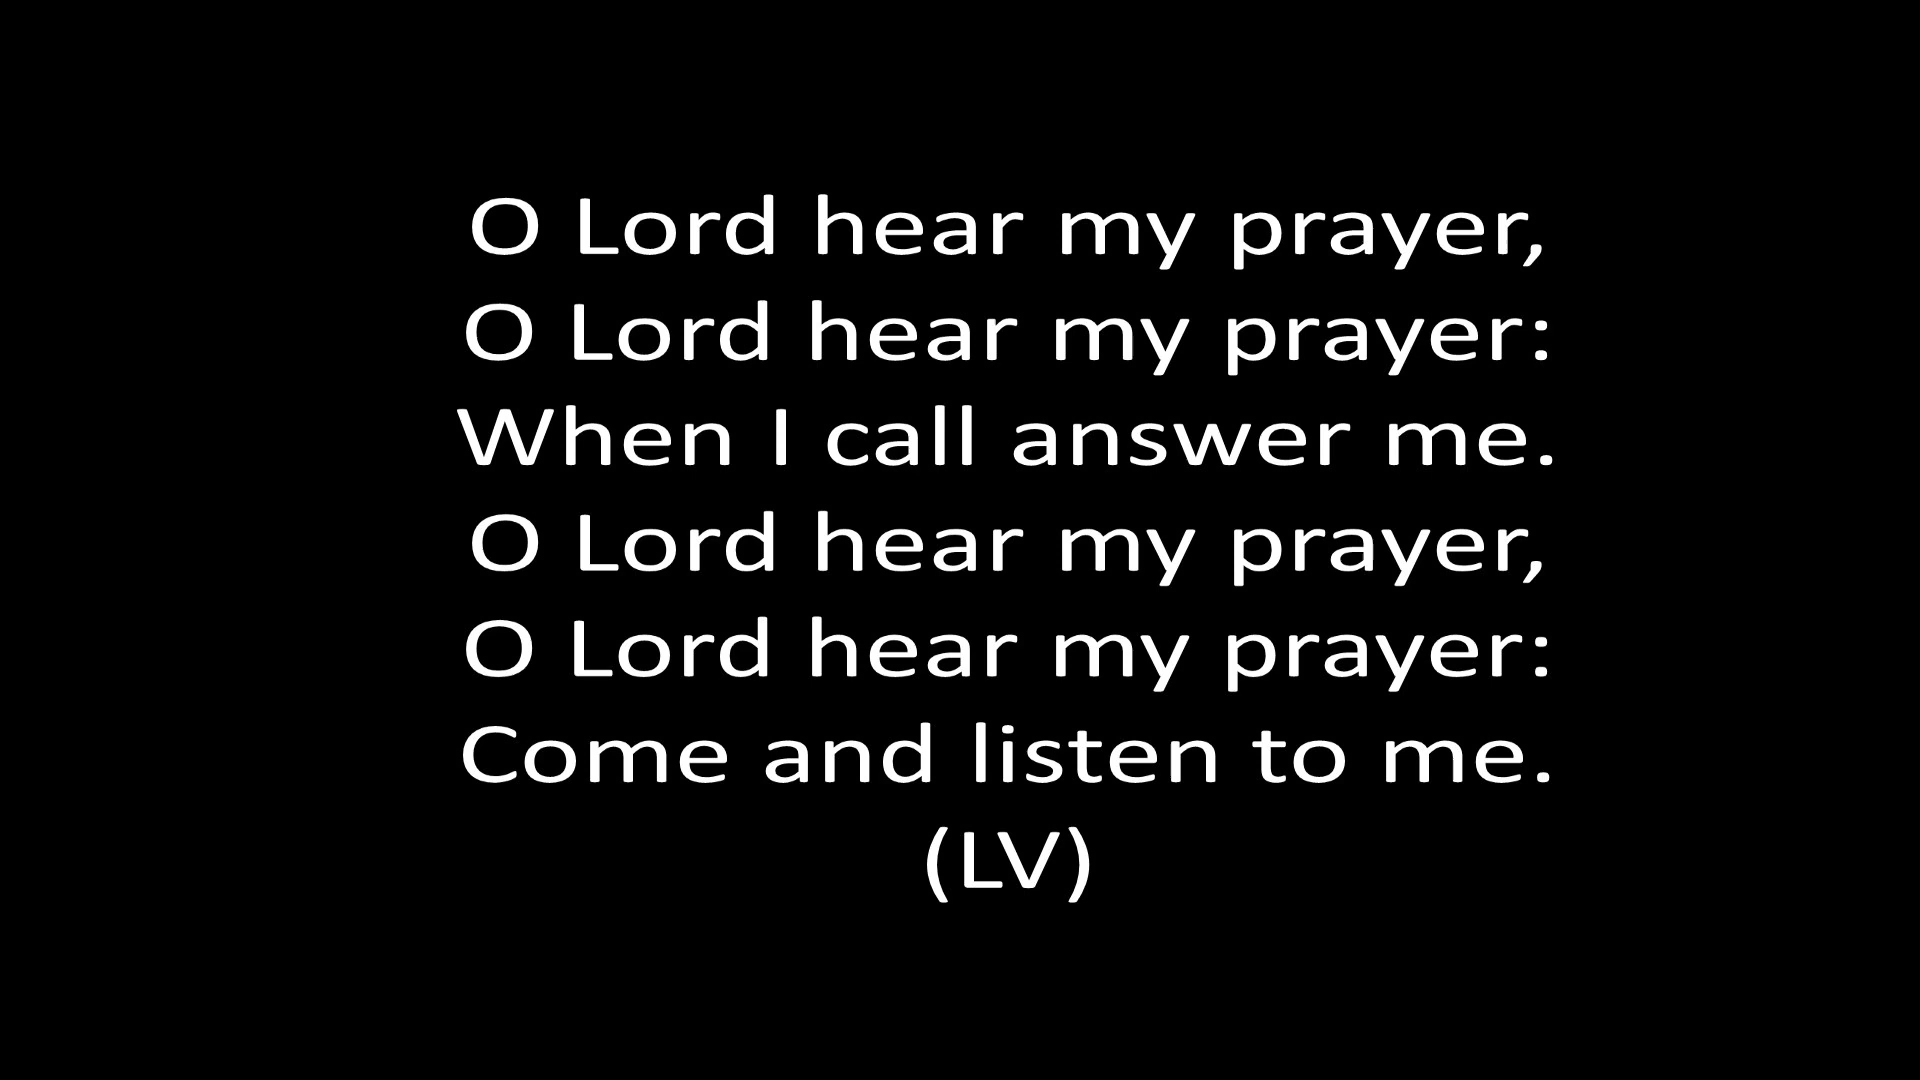 O Lord hear my prayer,
O Lord hear my prayer:
When I call answer me.
O Lord hear my prayer,
O Lord hear my prayer:
Come and listen to me.
(LV)